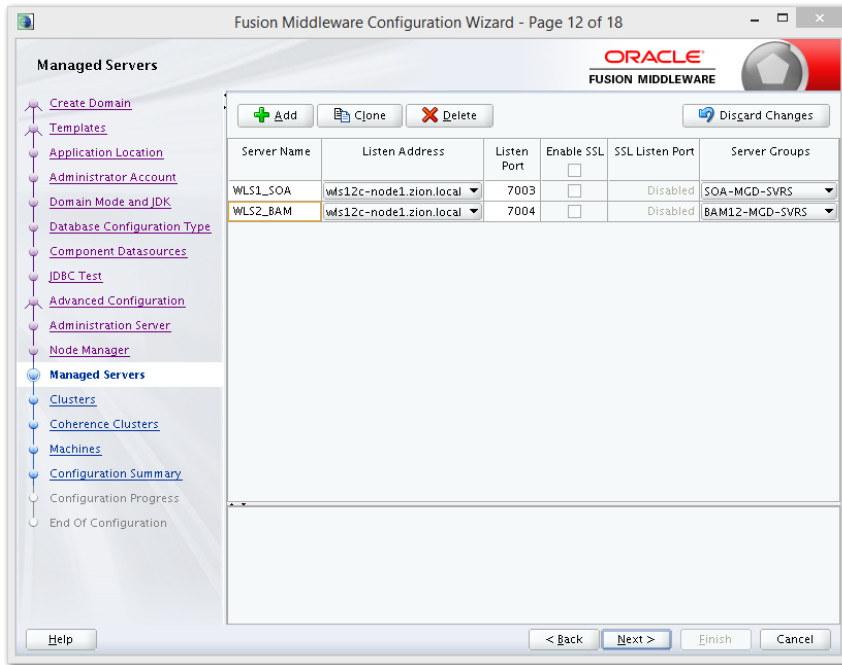 Fusion Middleware Configuration Wizard - Page 12 of 18
Managed Servers
ORACLE
FUSION MIDDLEWARE
Create Domain
Templates
Application Location
Administrator Account
Domain Mode and JDK
Database Configuration Type
Component Datasources
JDBC Test
Advanced Configuration
Administration Server
Node Manager
Managed Servers
Clusters
Coherence Clusters
Machines
Configuration Summary
Configuration Progress
End Of Configuration
Add Clone Delete Discard Changes
Server Name Listen Address Listen Port Enable SSL SSL Listen Port Server Groups
WLS1_SOA wls12c-node1.zion.local 7003 Disabled SOA-MGD-SVRS
WLS2_BAM wls12c-node1.zion.local 7004 Disabled BAM12-MGD-SVRS
Help < Back Next > Finish Cancel